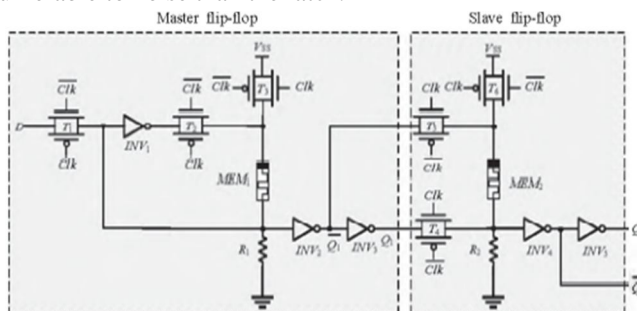 Master flip-flop
Slave flip-flop
VSS
VSS
Clk
T3
Clk
Clk
T6
Clk
Clk
Clk
Clk
D
T1
T2
T5
INV1
Clk
Clk
Clk
MEM1
MEM2
Clk
R1
INV2
Q1
INV3
Q1
T4
R2
INV4
INV5
Q
Clk
Q